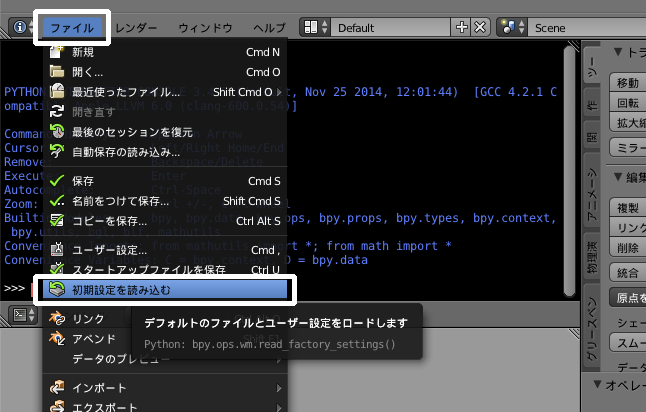 ファイル レンダー ウィンドウ ヘルプ Default Scene
新規 Cmd N
開く... Cmd O
最近使ったファイル... Shift Cmd O
開き直す
最後のセッションを復元
自動保存の読み込み...
保存 Cmd S
名前をつけて保存... Shift Cmd S
コピーを保存... Ctrl Alt S
ユーザー設定... Cmd ,
スタートアップファイルを保存 Ctrl U
初期設定を読み込む
リンク
アペンド
データのプレビュー
インポート
エクスポート
デフォルトのファイルとユーザー設定をロードします
Python: bpy.ops.wm.read_factory_settings()
PYTHON
, Nov 25 2014, 12:01:44) [GCC 4.2.1 C
ompati
(clang-600.0.54)]
Comman
Arrow
Cursor
Right Home/End
Remove
Backspace/Delete
Execute
Enter
Autocomplete
Ctrl-Space
Zoom:
Builti
bpy, bpy.da
ops, bpy.props, bpy.types, bpy.context,
bpy
Conven
from mathutils import *; from math import *
Conven
= bpy.data
>>>
ツー
作
アニメーシ
物理演
グリースペン
▼ト
移動
回転
拡大縮
ミラー
▼編集
複製
リンク
削除
統合
原点を
シェー
スムー
データ
▼オペレ